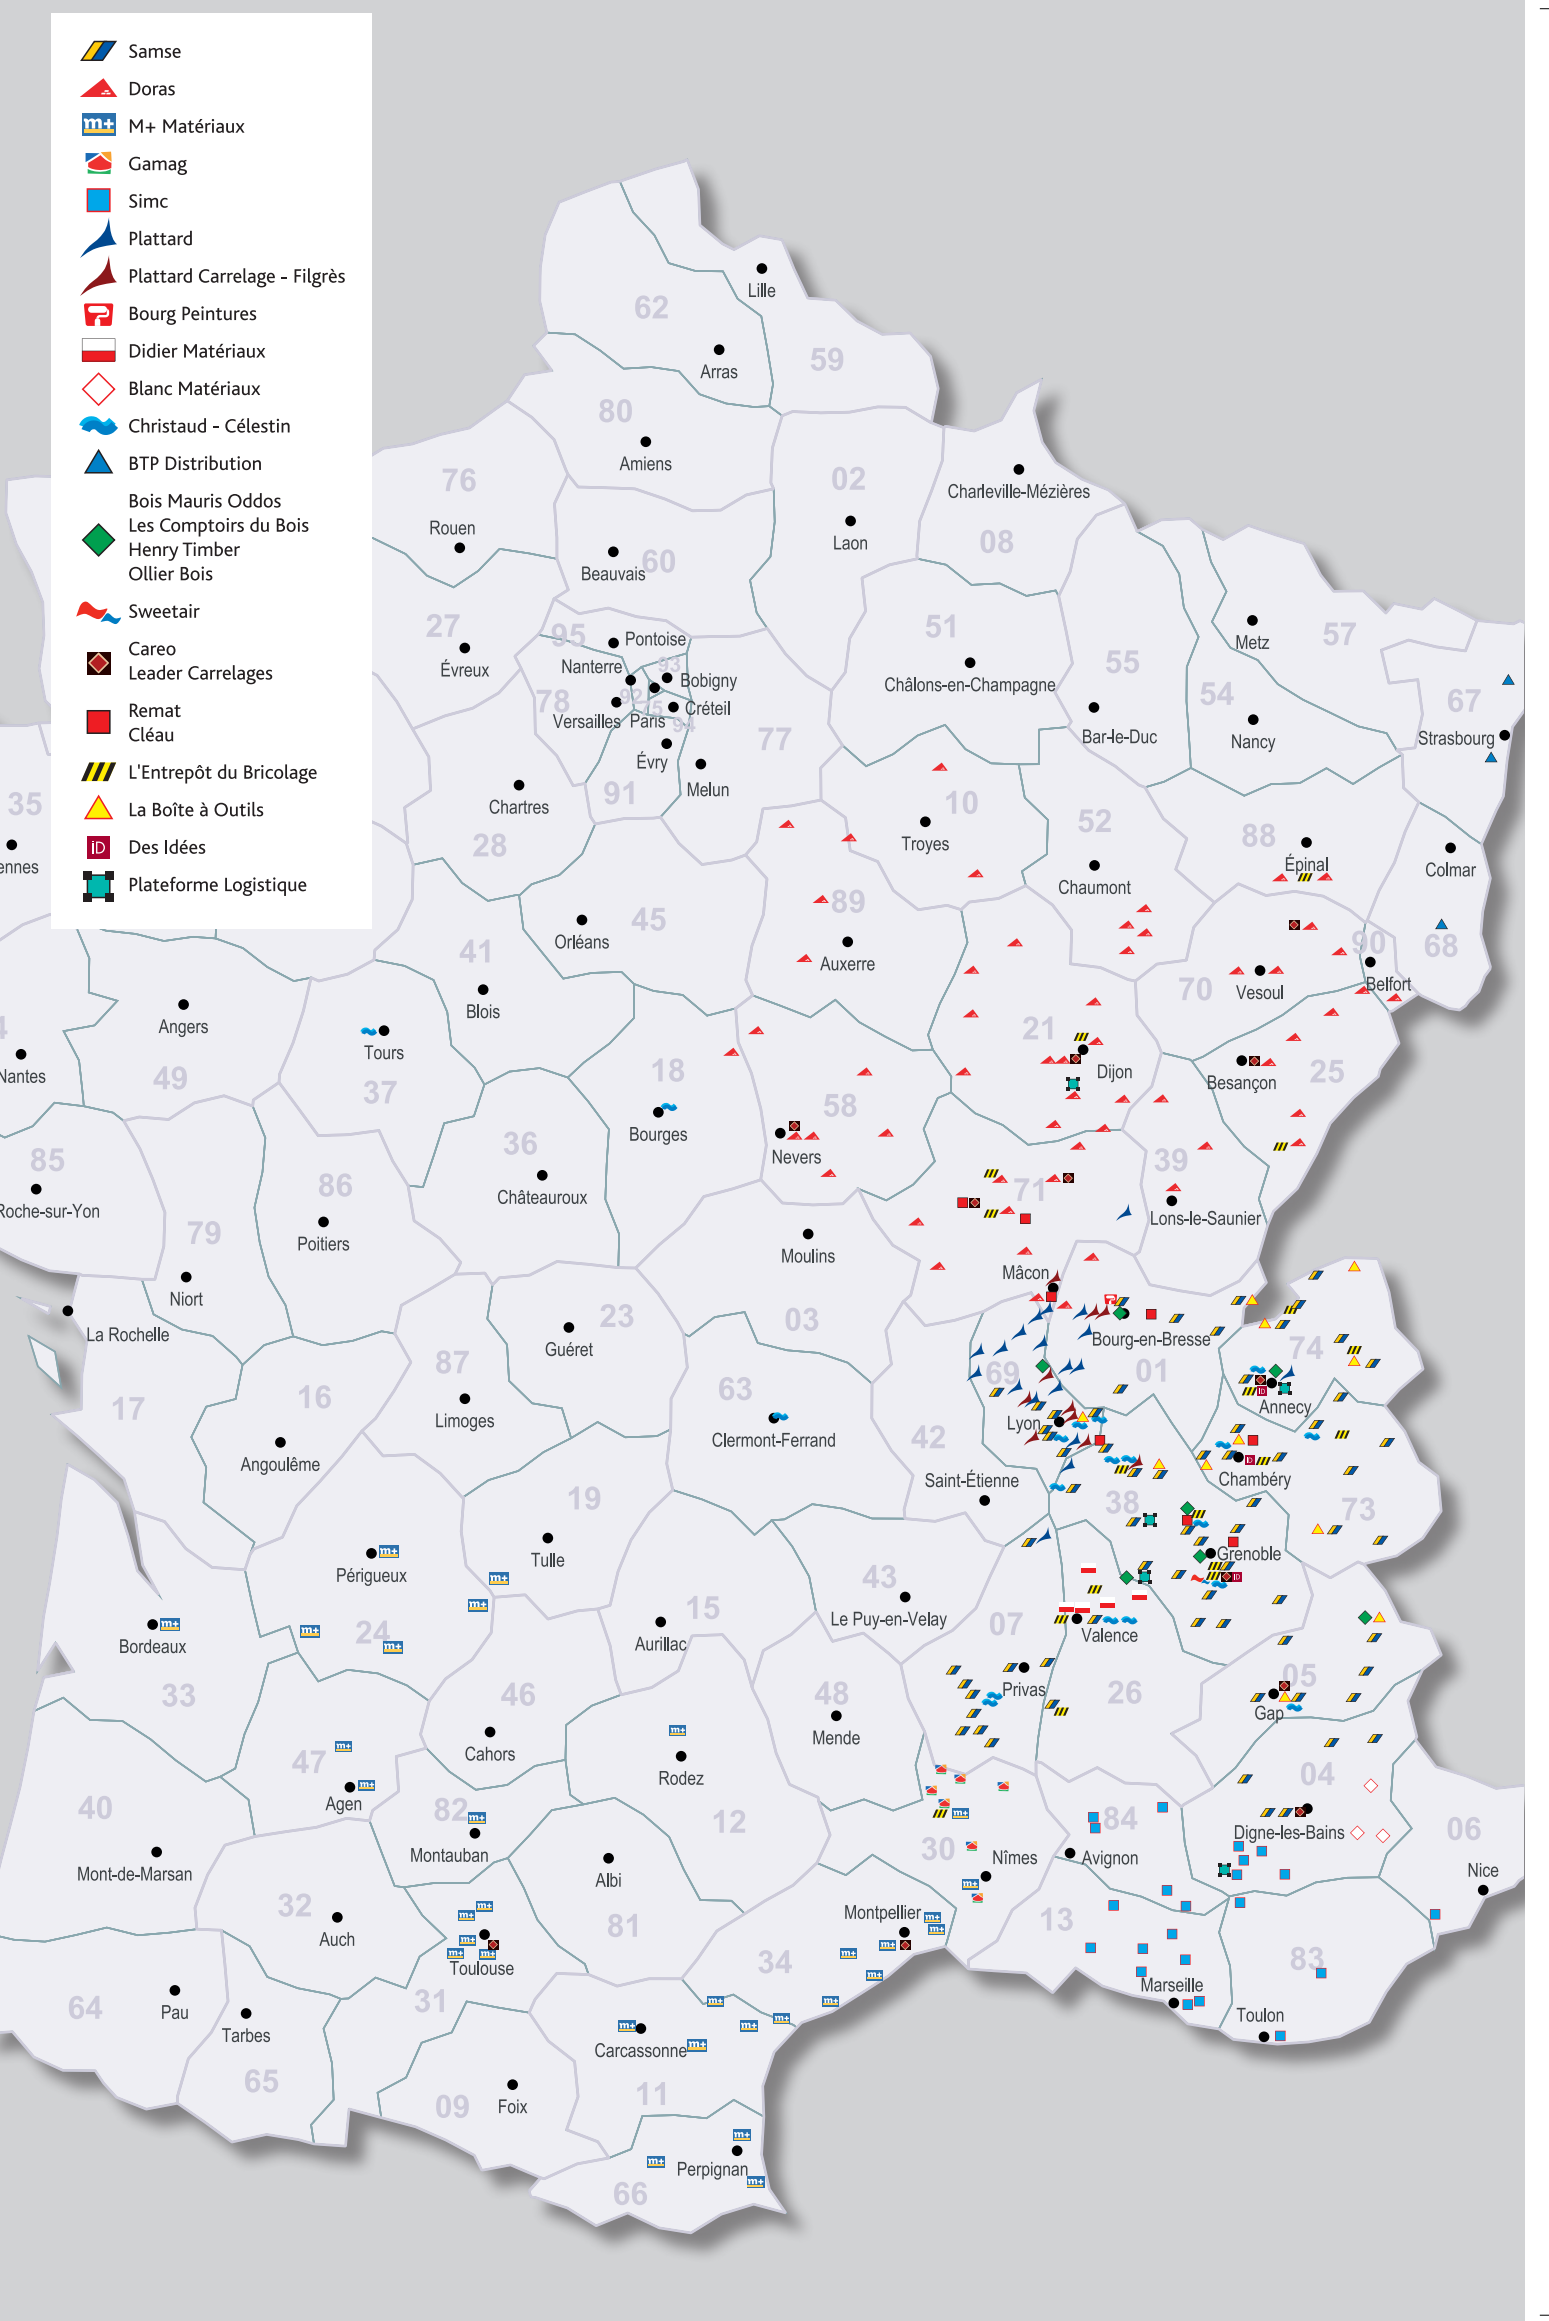 Samse
Doras
m+ M+ Matériaux
Gamag
Simc
Plattard
Plattard Carrelage - Filgrès
Bourg Peintures
Didier Matériaux
Blanc Matériaux
Christaud - Célestin
BTP Distribution
Bois Mauris Oddos
Les Comptoirs du Bois
Henry Timber
Ollier Bois
Sweetair
Careo
Leader Carrelages
Remat
Cléau
L'Entrepôt du Bricolage
La Boîte à Outils
iD Des Idées
Plateforme Logistique
Lille
62
59
Arras
80
Amiens
76
02
Charleville-Mézières
Rouen
Laon
08
Beauvais
60
27
95
Pontoise
51
Metz
57
Évreux
Nanterre
93
Bobigny
55
Châlons-en-Champagne
54
67
78
92
75
Versailles
Paris
Créteil
94
77
Bar-le-Duc
Nancy
Strasbourg
Évry
Melun
35
Chartres
91
10
52
88
28
Troyes
Épinal
ennes
Chaumont
Colmar
45
89
41
Orléans
Auxerre
90
68
Blois
70
Vesoul
Belfort
Angers
4
Tours
21
Nantes
49
37
18
Dijon
Besançon
25
58
Bourges
36
Nevers
85
86
39
Châteauroux
71
Roche-sur-Yon
79
Poitiers
Lons-le-Saunier
Moulins
Mâcon
Niort
La Rochelle
23
03
Guéret
Bourg-en-Bresse
74
87
69
01
17
16
63
Limoges
Annecy
Lyon
42
Clermont-Ferrand
Angoulême
Saint-Étienne
Chambéry
iD
19
38
73
Tulle
Grenoble
Périgueux
m+
43
iD
m+
15
Le Puy-en-Velay
m+
Bordeaux
m+
m+
24
m+
Aurillac
07
Valence
33
46
48
Privas
26
05
Mende
Gap
m+
Cahors
m+
47
Rodez
04
Agen
m+
40
82
m+
12
m+
84
06
Montauban
30
Digne-les-Bains
Mont-de-Marsan
Albi
Nîmes
Avignon
Nice
m+
32
m+
m+
81
Montpellier
m+
m+
13
Auch
m+
m+
m+
m+
m+
Toulouse
34
m+
83
Marseille
64
Pau
31
m+
m+
Tarbes
m+
m+
m+
Toulon
Carcassonne
m+
65
09
Foix
11
m+
m+
Perpignan
m+
66